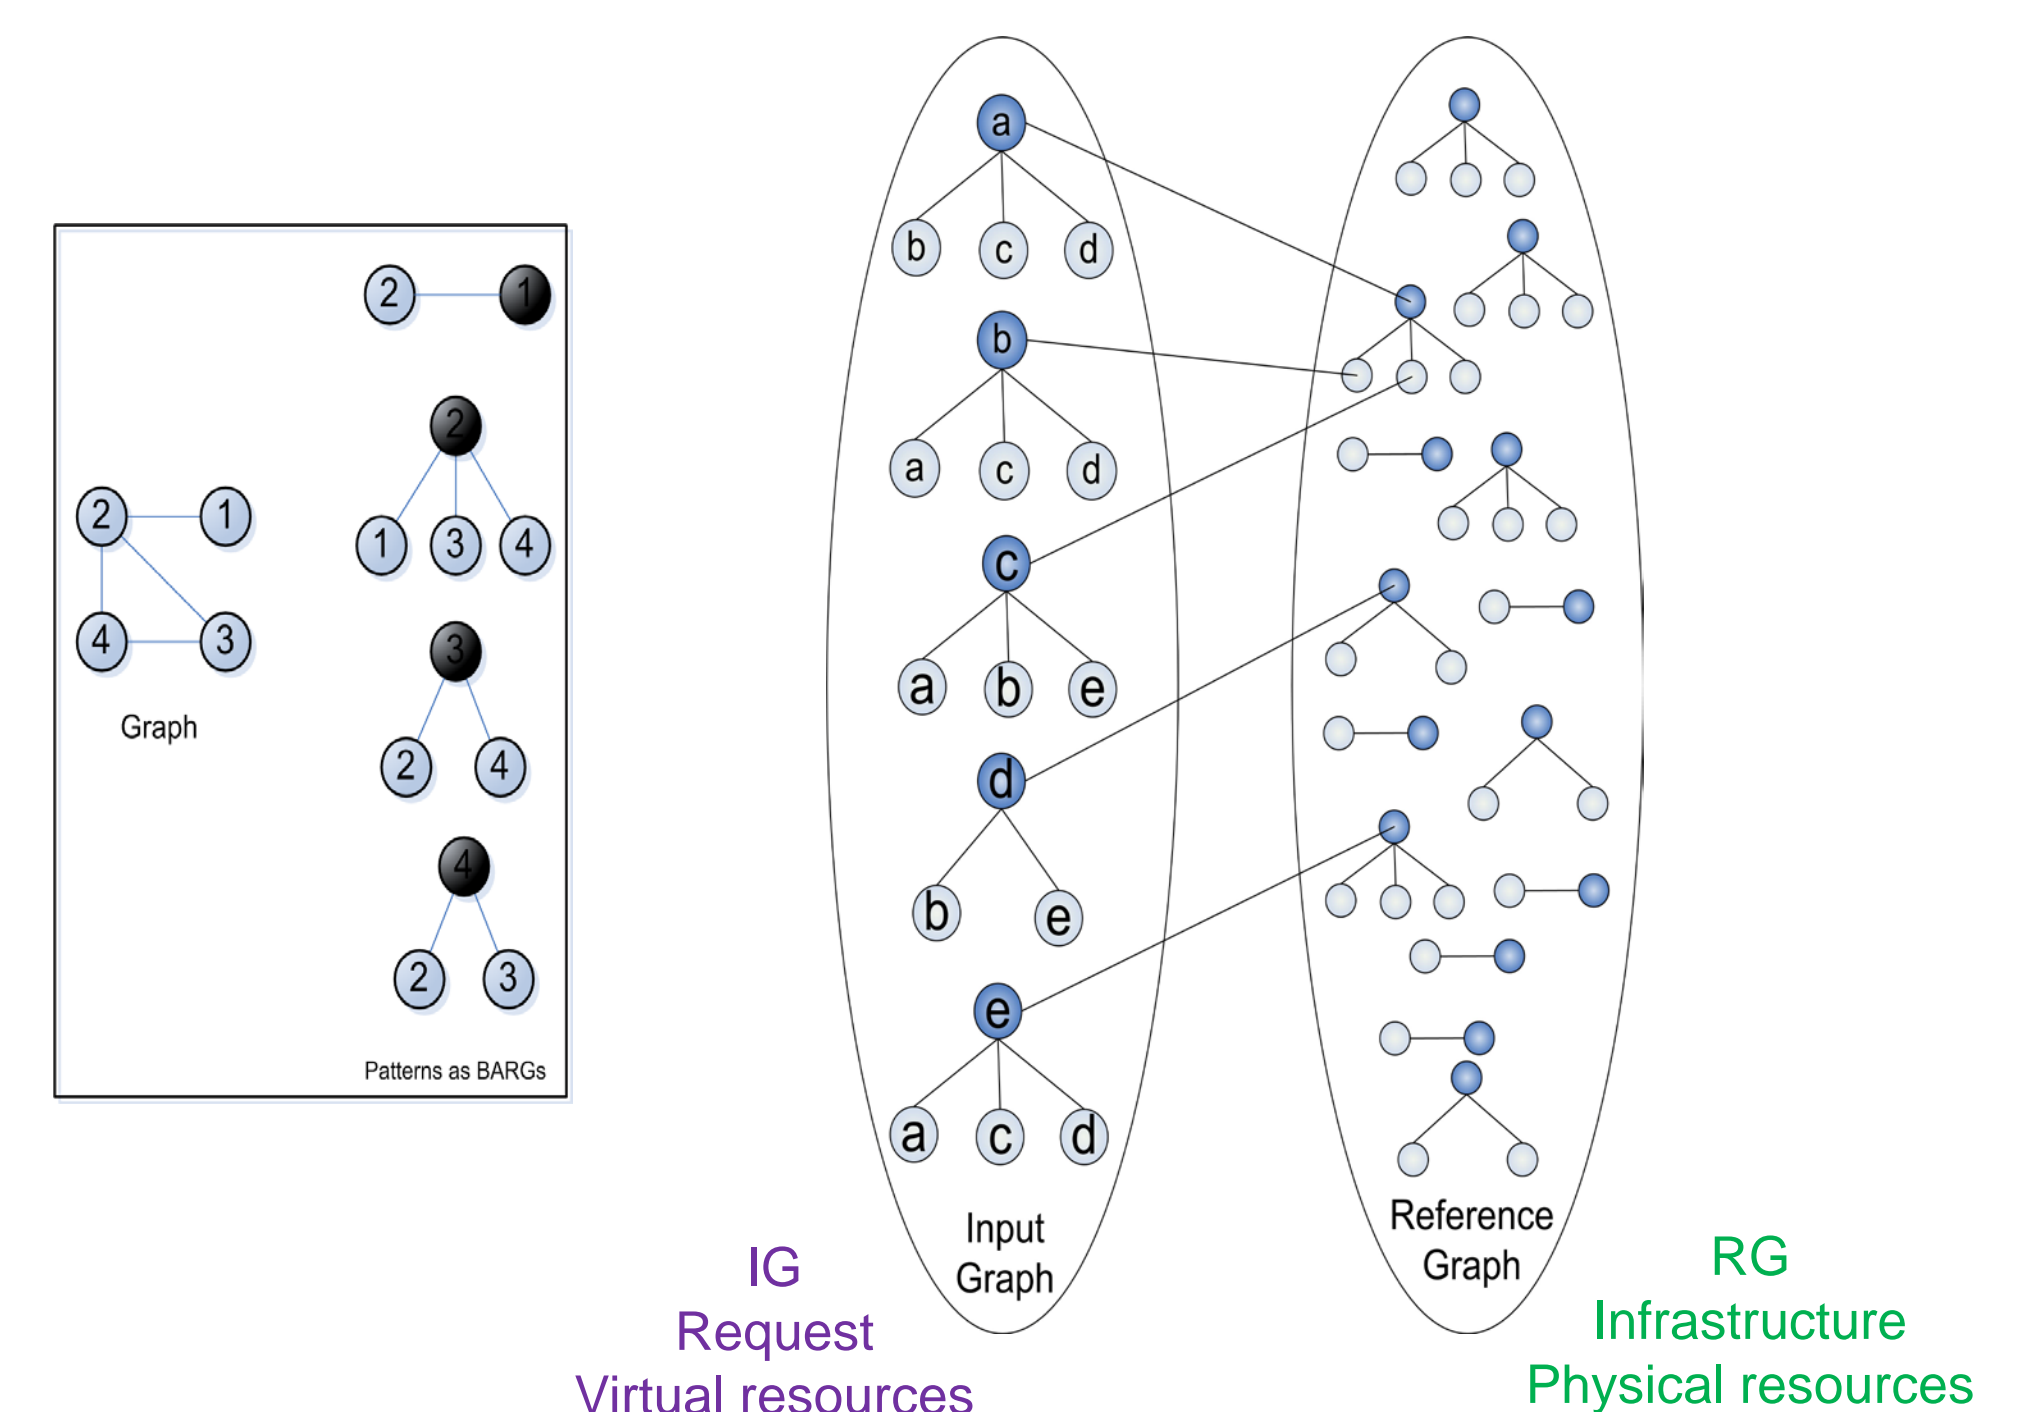 2 1
2
1 3 4
2 1
4 3
Graph
3
2 4
4
2 3
Patterns as BARGs
a
b c d
b
a c d
c
a b e
d
b e
e
a c d
Input
Graph
Reference
Graph
IG
Request
Virtual resources
RG
Infrastructure
Physical resources